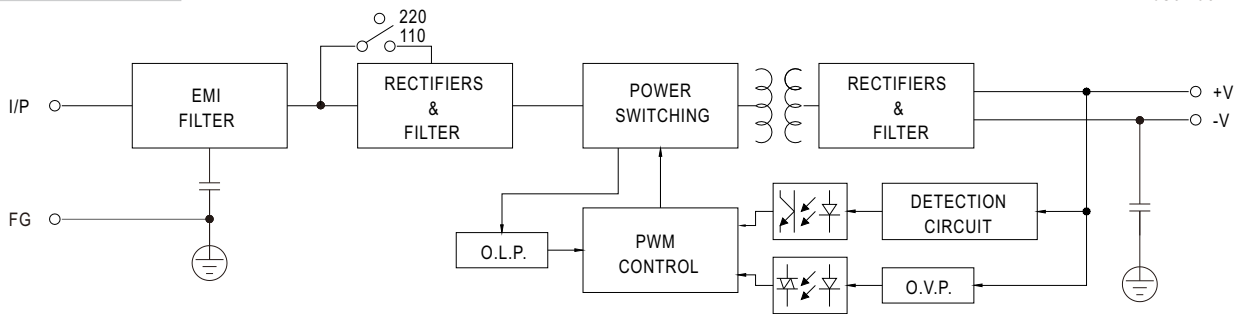 220
110
I/P
EMI
FILTER
RECTIFIERS
&
FILTER
POWER
SWITCHING
RECTIFIERS
&
FILTER
+V
-V
FG
O.L.P.
PWM
CONTROL
DETECTION
CIRCUIT
O.V.P.